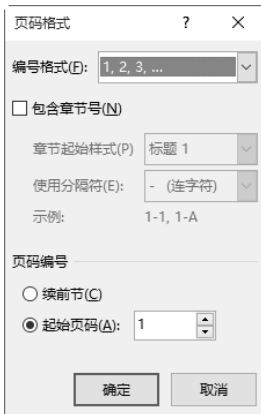 页码格式 ? ×
编号格式(F): 1, 2, 3, ...
包含章节号(N)
章节起始样式(P) 标题 1
使用分隔符(E): - (连字符)
示例: 1-1, 1-A
页码编号
续前节(C)
起始页码(A): 1
确定 取消